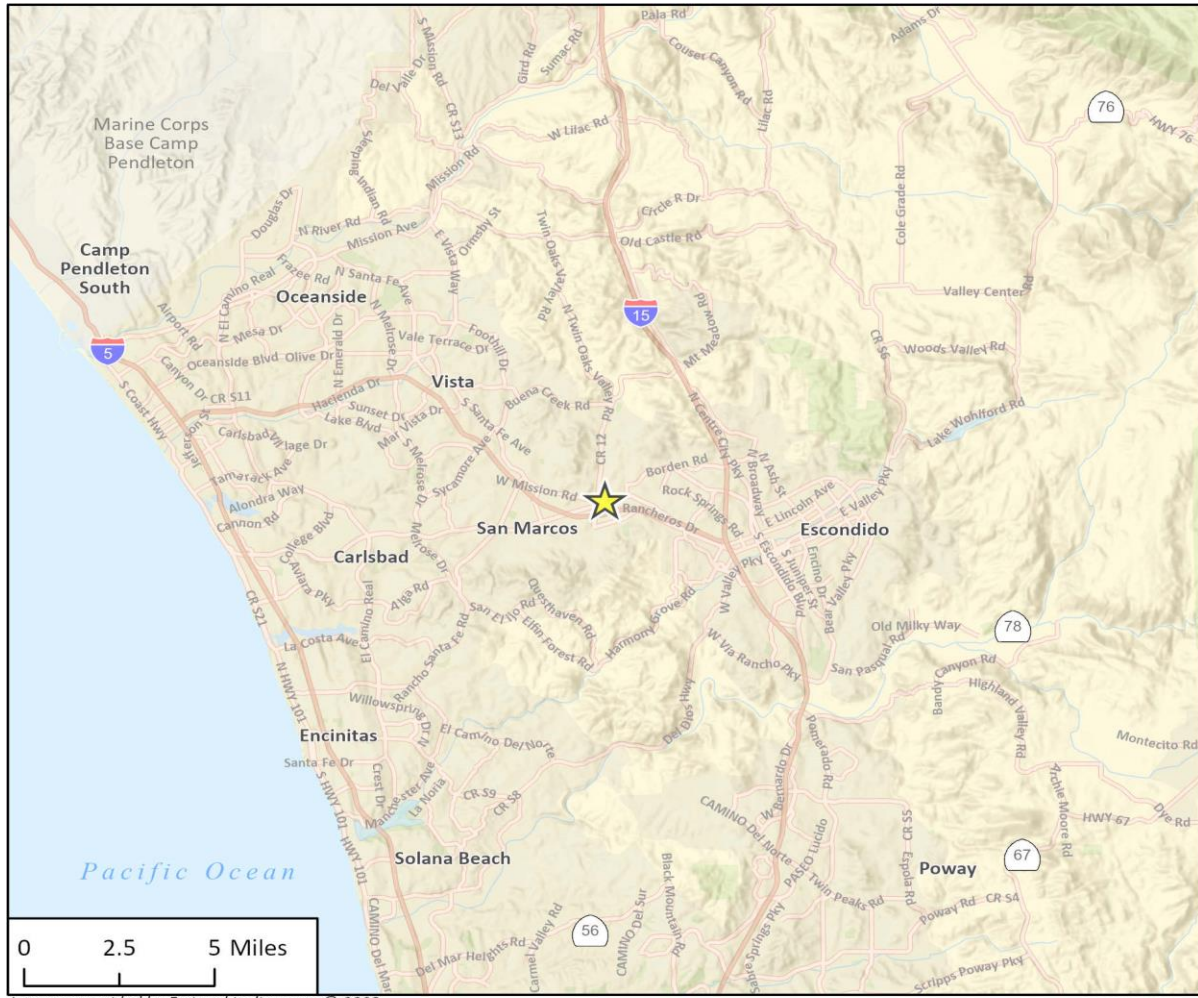 Pala Rd
Adams Dr
S Mission Rd
Gird Rd
Sumac Rd
Couser Canyon Rd
Del Valle Dr
CR S13
Lilac Rd
76
HWY 76
Marine Corps
Base Camp
Pendleton
Sleeping
Indian Rd
W Lilac Rd
Mission Rd
Cole Grade Rd
Douglas Dr
N River Rd
Mission Ave
Ormsby St
Circle R Dr
Twin Oaks Valley Rd
Old Castle Rd
E Vista Way
Camp
Pendleton
South
Frazee Rd
N Santa Fe Ave
N El Camino Real
Oceanside
Valley Center
Rd
Airport Rd
Mesa Dr
N Emerald Dr
N Melrose Dr
Vale Terrace Dr
Foothill Dr
N Twin Oaks Valley Rd
15
Mt Meadow Rd
CR S6
Woods Valley Rd
5
Oceanside Blvd
Olive Dr
Canyon Dr
CR S11
Hacienda Dr
Vista
Buena Creek Rd
S Coast Hwy
Jefferson St
Sunset Dr
Lake Blvd
Mar Vista Dr
S Santa Fe Ave
N Centre City Pky
Lake Wohlford Rd
Carlsbad Village Dr
S Melrose Dr
Sycamore Ave
CR 12
Borden Rd
N Broadway
N Ash St
Tamarack Ave
Alondra Way
W Mission Rd
Rock Springs Rd
E Lincoln Ave
E Valley Pky
Cannon Rd
College Blvd
San Marcos
Rancheros Dr
Escondido
Carlsbad
Melrose Dr
S Escondido Blvd
S Juniper St
Encino Dr
Bear Valley Pky
Aviara Pky
Alga Rd
W Valley Pky
CR S21
El Camino Real
San Elijo Rd
Questhaven Rd
Elfin Forest Rd
Harmony Grove Rd
Old Milky Way
78
La Costa Ave
Rancho Santa Fe Rd
W Via Rancho Pky
San Pasqual Rd
Bandy Canyon Rd
N HWY 101
Willowspring Dr N
Del Dios Hwy
Highland Valley Rd
Encinitas
El Camino Del Norte
Pomerado Rd
Montecito Rd
Santa Fe Dr
S HWY 101
Crest Dr
Manchester Ave
La Noria
CR S9
CR S8
W Bernardo Dr
Archie Moore Rd
HWY 67
Dye Rd
HWY 101
CAMINO Del Norte
PASEO Lucido
CR S5
Espola Rd
Solana Beach
Pacific Ocean
Black Mountain Rd
Twin Peaks Rd
Poway
67
CAMINO Del Mar
Carmel Valley Rd
56
CAMINO Del Sur
Sabre Springs Pky
Poway Rd
CR S4
Del Mar Heights Rd
Scripps Poway Pky
0 2.5 5 Miles